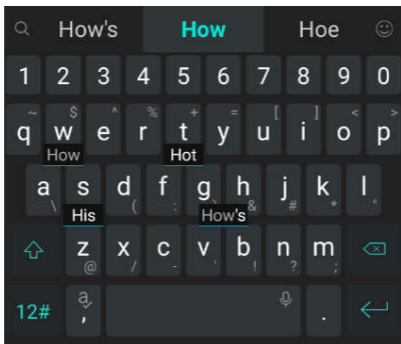 How's How Hoe
1 2 3 4 5 6 7 8 9 0
~ $ ^ % + = [ ] < >
q w e r t y u i o p
How Hot
a s d f g h j k l
\ ( : & # * "
His How's
z x c v b n m
@ / - ' ! ? ;
12# a , .